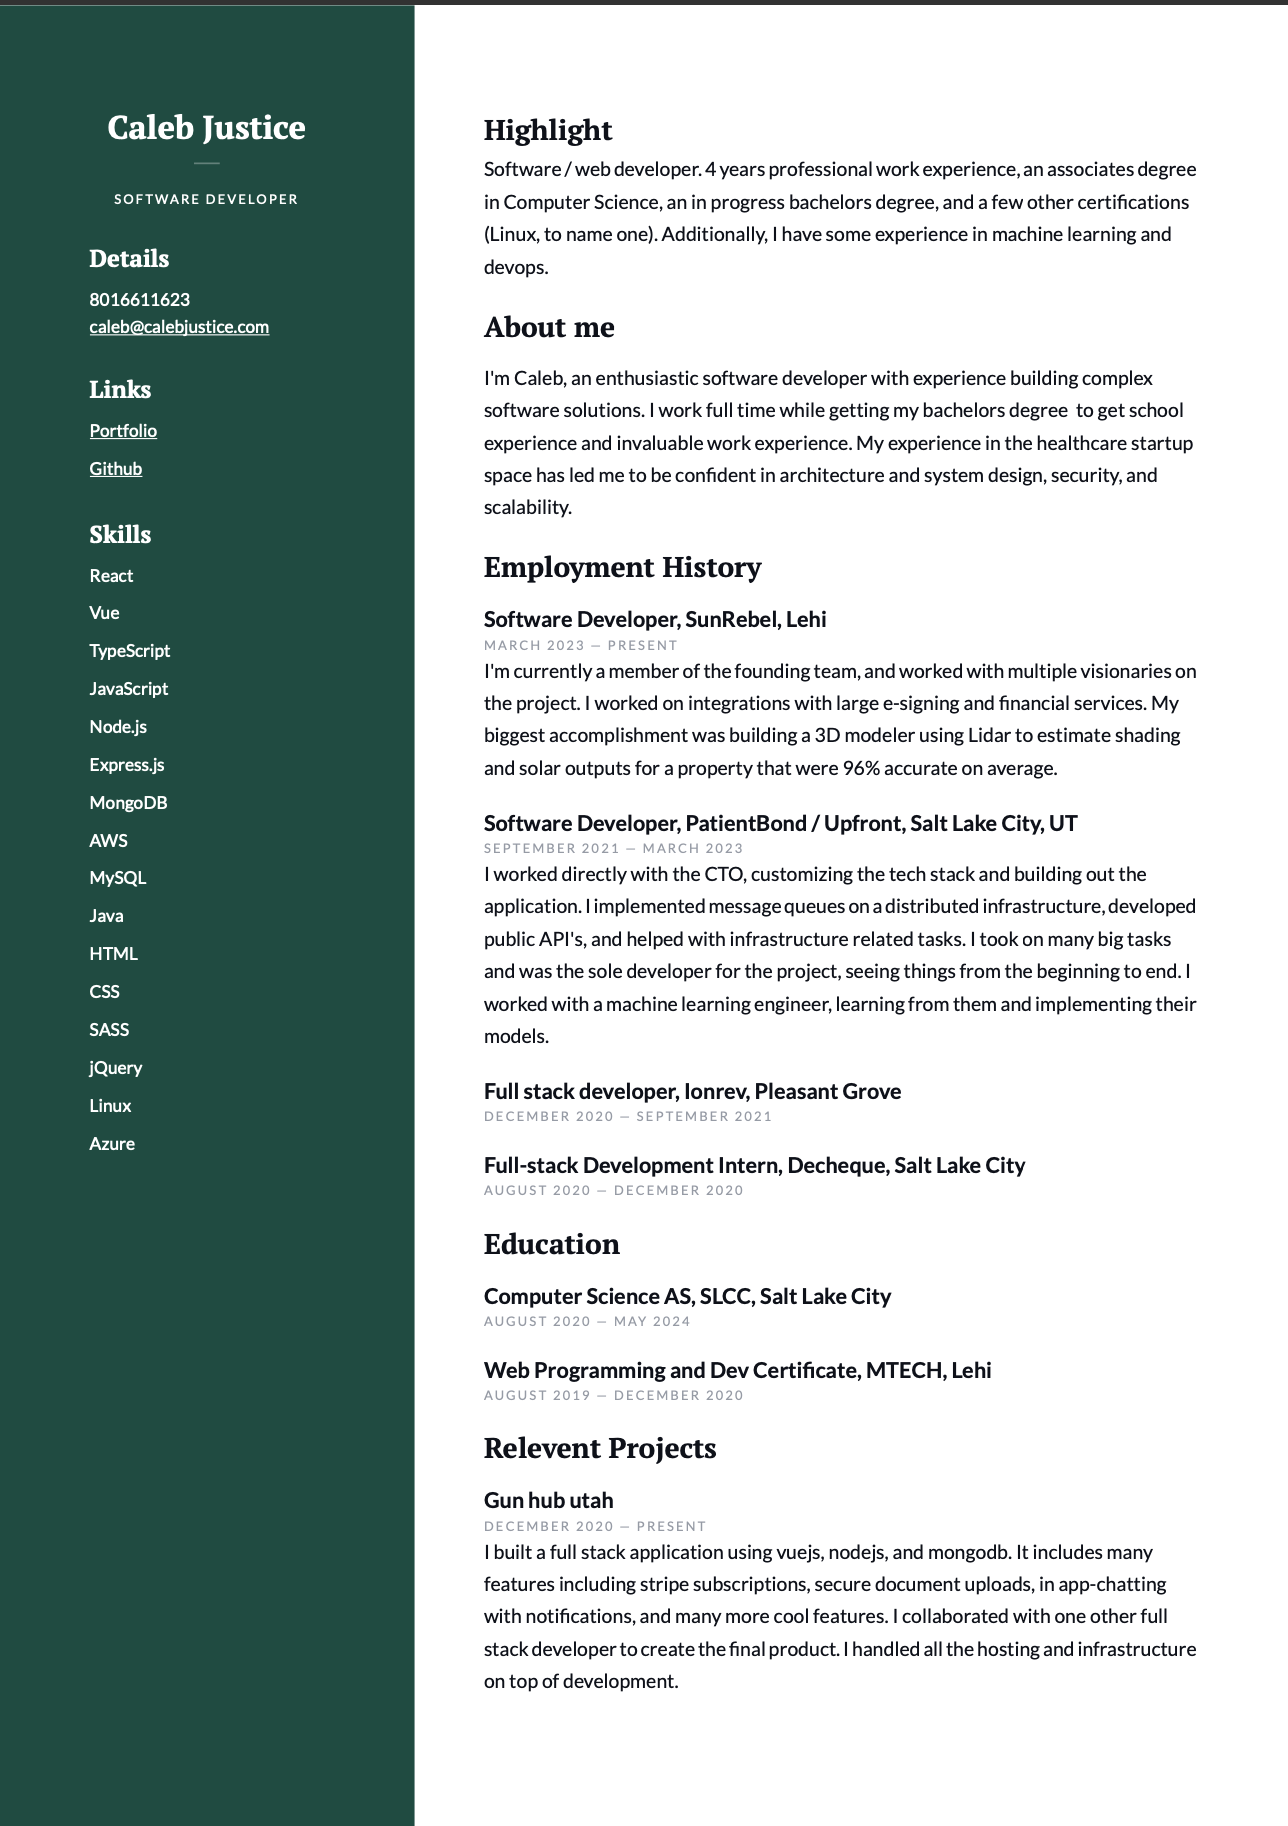 Caleb Justice
SOFTWARE DEVELOPER
Details
8016611623
caleb@calebjustice.com
Links
Portfolio
Github
Skills
React
Vue
TypeScript
JavaScript
Node.js
Express.js
MongoDB
AWS
MySQL
Java
HTML
CSS
SASS
jQuery
Linux
Azure
Highlight
Software / web developer. 4 years professional work experience, an associates degree
in Computer Science, an in progress bachelors degree, and a few other certifications
(Linux, to name one). Additionally, I have some experience in machine learning and
devops.
About me
I'm Caleb, an enthusiastic software developer with experience building complex
software solutions. I work full time while getting my bachelors degree  to get school
experience and invaluable work experience. My experience in the healthcare startup
space has led me to be confident in architecture and system design, security, and
scalability.
Employment History
Software Developer, SunRebel, Lehi
MARCH 2023 — PRESENT
I'm currently a member of the founding team, and worked with multiple visionaries on
the project. I worked on integrations with large e-signing and financial services. My
biggest accomplishment was building a 3D modeler using Lidar to estimate shading
and solar outputs for a property that were 96% accurate on average.
Software Developer, PatientBond / Upfront, Salt Lake City, UT
SEPTEMBER 2021 — MARCH 2023
I worked directly with the CTO, customizing the tech stack and building out the
application. I implemented message queues on a distributed infrastructure, developed
public API's, and helped with infrastructure related tasks. I took on many big tasks
and was the sole developer for the project, seeing things from the beginning to end. I
worked with a machine learning engineer, learning from them and implementing their
models.
Full stack developer, Ionrev, Pleasant Grove
DECEMBER 2020 — SEPTEMBER 2021
Full-stack Development Intern, Decheque, Salt Lake City
AUGUST 2020 — DECEMBER 2020
Education
Computer Science AS, SLCC, Salt Lake City
AUGUST 2020 — MAY 2024
Web Programming and Dev Certificate, MTECH, Lehi
AUGUST 2019 — DECEMBER 2020
Relevent Projects
Gun hub utah
DECEMBER 2020 — PRESENT
I built a full stack application using vuejs, nodejs, and mongodb. It includes many
features including stripe subscriptions, secure document uploads, in app-chatting
with notifications, and many more cool features. I collaborated with one other full
stack developer to create the final product. I handled all the hosting and infrastructure
on top of development.